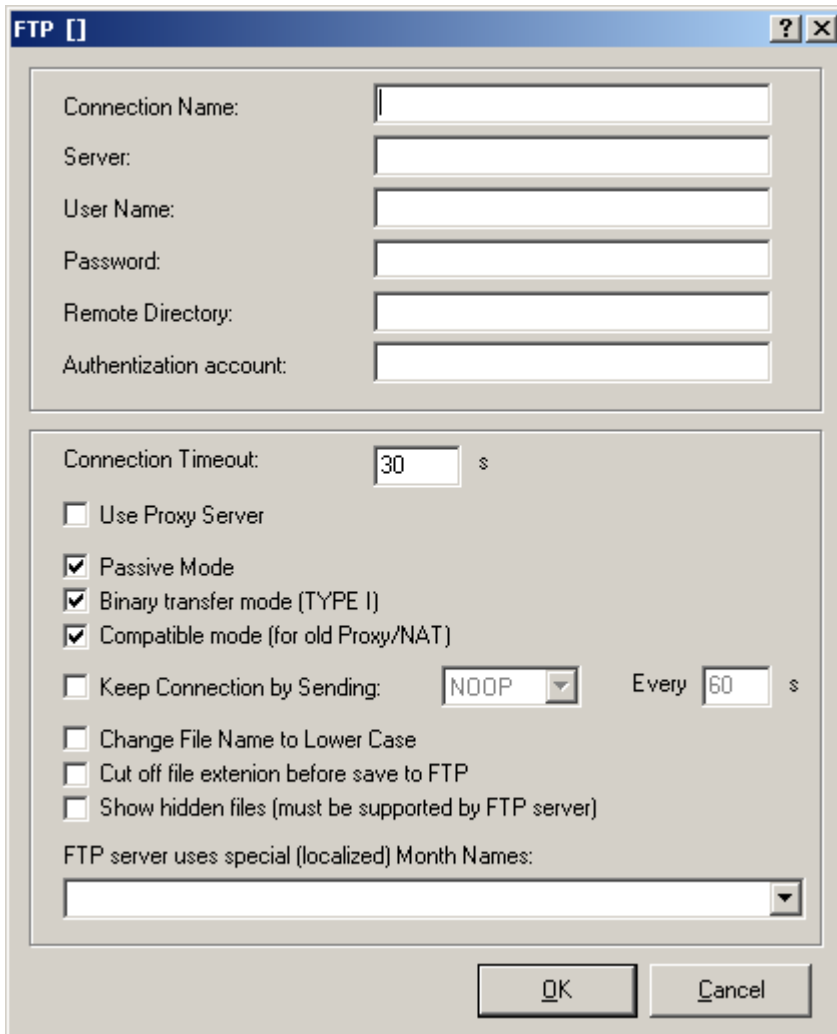 FTP []
Connection Name:
Server:
User Name:
Password:
Remote Directory:
Authentization account:
Connection Timeout: 30 s
Use Proxy Server
Passive Mode
Binary transfer mode (TYPE I)
Compatible mode (for old Proxy/NAT)
Keep Connection by Sending: NOOP Every 60 s
Change File Name to Lower Case
Cut off file extenion before save to FTP
Show hidden files (must be supported by FTP server)
FTP server uses special (localized) Month Names:
OK Cancel